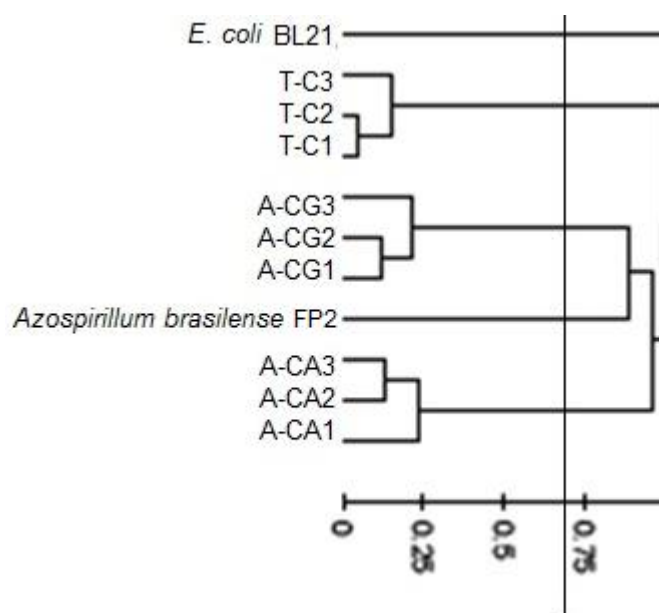 E. coli BL21
T-C3
T-C2
T-C1
A-CG3
A-CG2
A-CG1
Azospirillum brasilense FP2
A-CA3
A-CA2
A-CA1
0 0.25 0.5 0.75